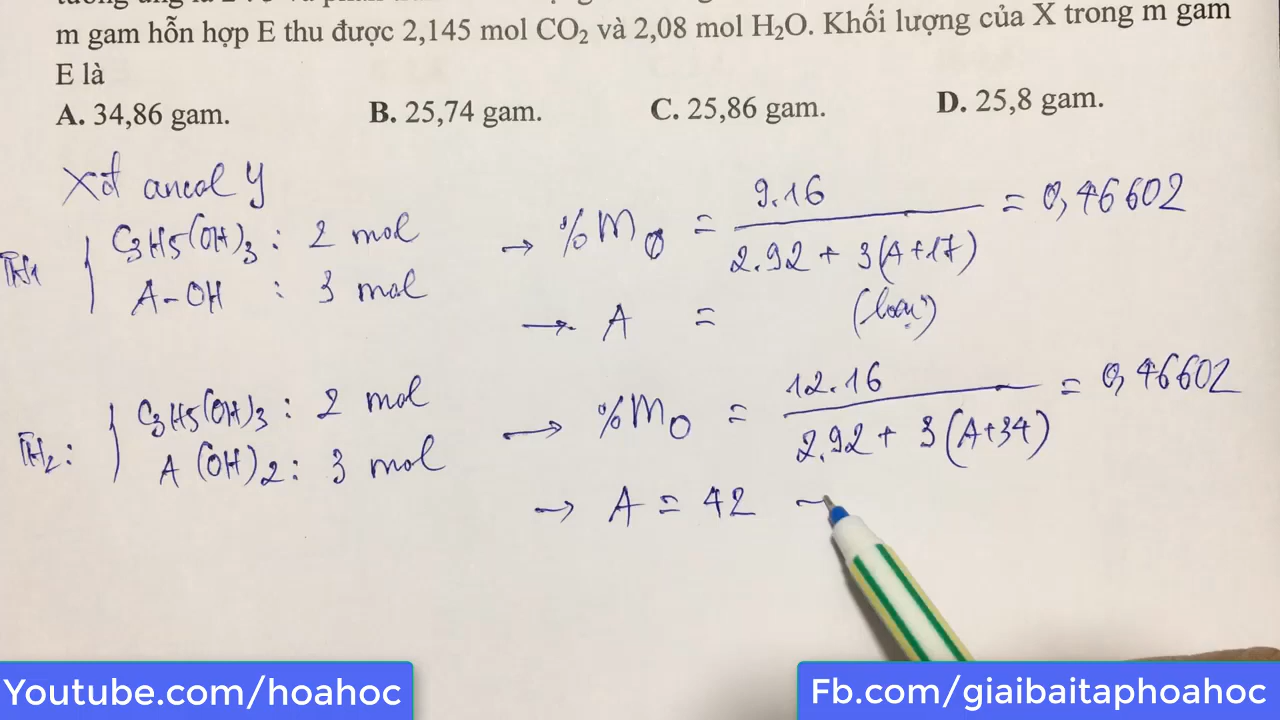 m gam hỗn hợp E thu được 2,145 mol CO₂ và 2,08 mol H₂O. Khối lượng của X trong m gam
E là
A. 34,86 gam. B. 25,74 gam. C. 25,86 gam. D. 25,8 gam.
Xét ancol Y
TH1 C3H5(OH)3 : 2 mol → %mO = 9.16 / 2.92 + 3(A+17) = 0,46602
A-OH : 3 mol
→ A = (loại)
TH2: C3H5(OH)3 : 2 mol → %mO = 12.16 / 2.92 + 3(A+34) = 0,46602
A(OH)2 : 3 mol
→ A = 42
Youtube.com/hoahoc
Fb.com/giaibaitaphoahoc